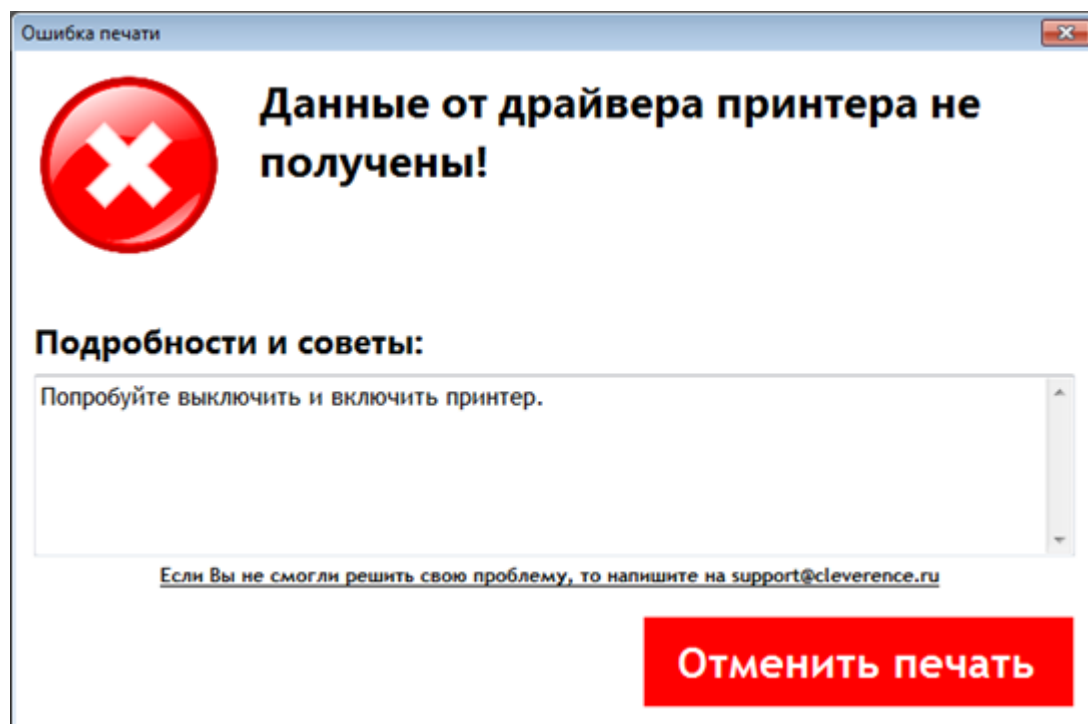 Ошибка печати
Данные от драйвера принтера не
получены!
Подробности и советы:
Попробуйте выключить и включить принтер.
Если Вы не смогли решить свою проблему, то напишите на support@cleverence.ru
Отменить печать